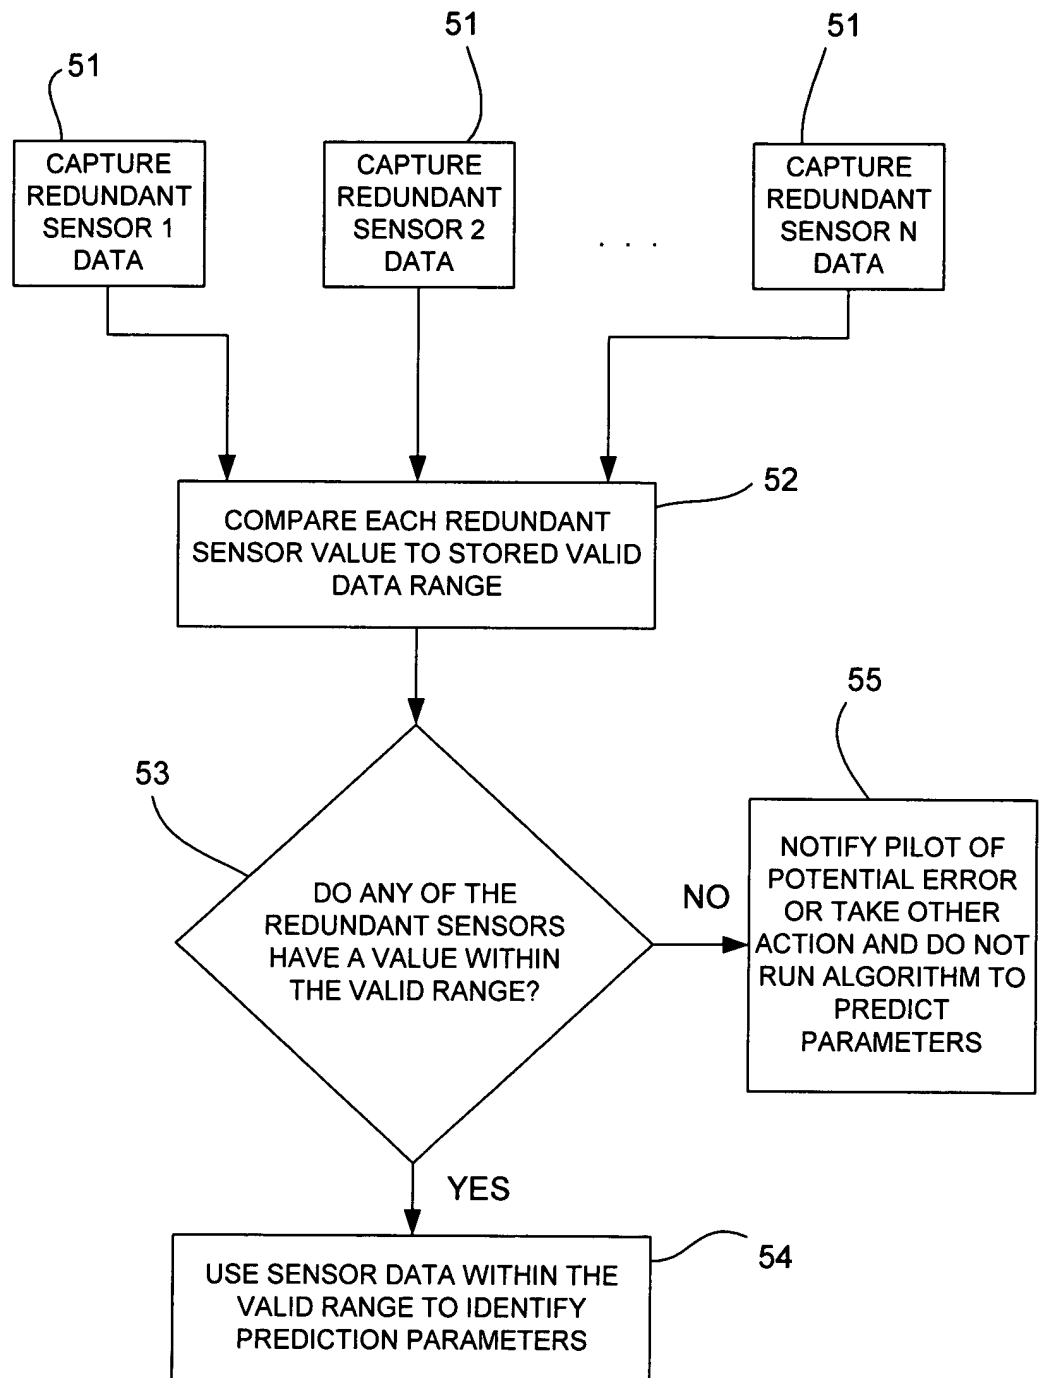 51
51
51
CAPTURE
REDUNDANT
SENSOR 1
DATA
CAPTURE
REDUNDANT
SENSOR 2
DATA
. . .
CAPTURE
REDUNDANT
SENSOR N
DATA
52
COMPARE EACH REDUNDANT
SENSOR VALUE TO STORED VALID
DATA RANGE
53
DO ANY OF THE
REDUNDANT SENSORS
HAVE A VALUE WITHIN
THE VALID RANGE?
NO
55
NOTIFY PILOT OF
POTENTIAL ERROR
OR TAKE OTHER
ACTION AND DO NOT
RUN ALGORITHM TO
PREDICT
PARAMETERS
YES
54
USE SENSOR DATA WITHIN THE
VALID RANGE TO IDENTIFY
PREDICTION PARAMETERS